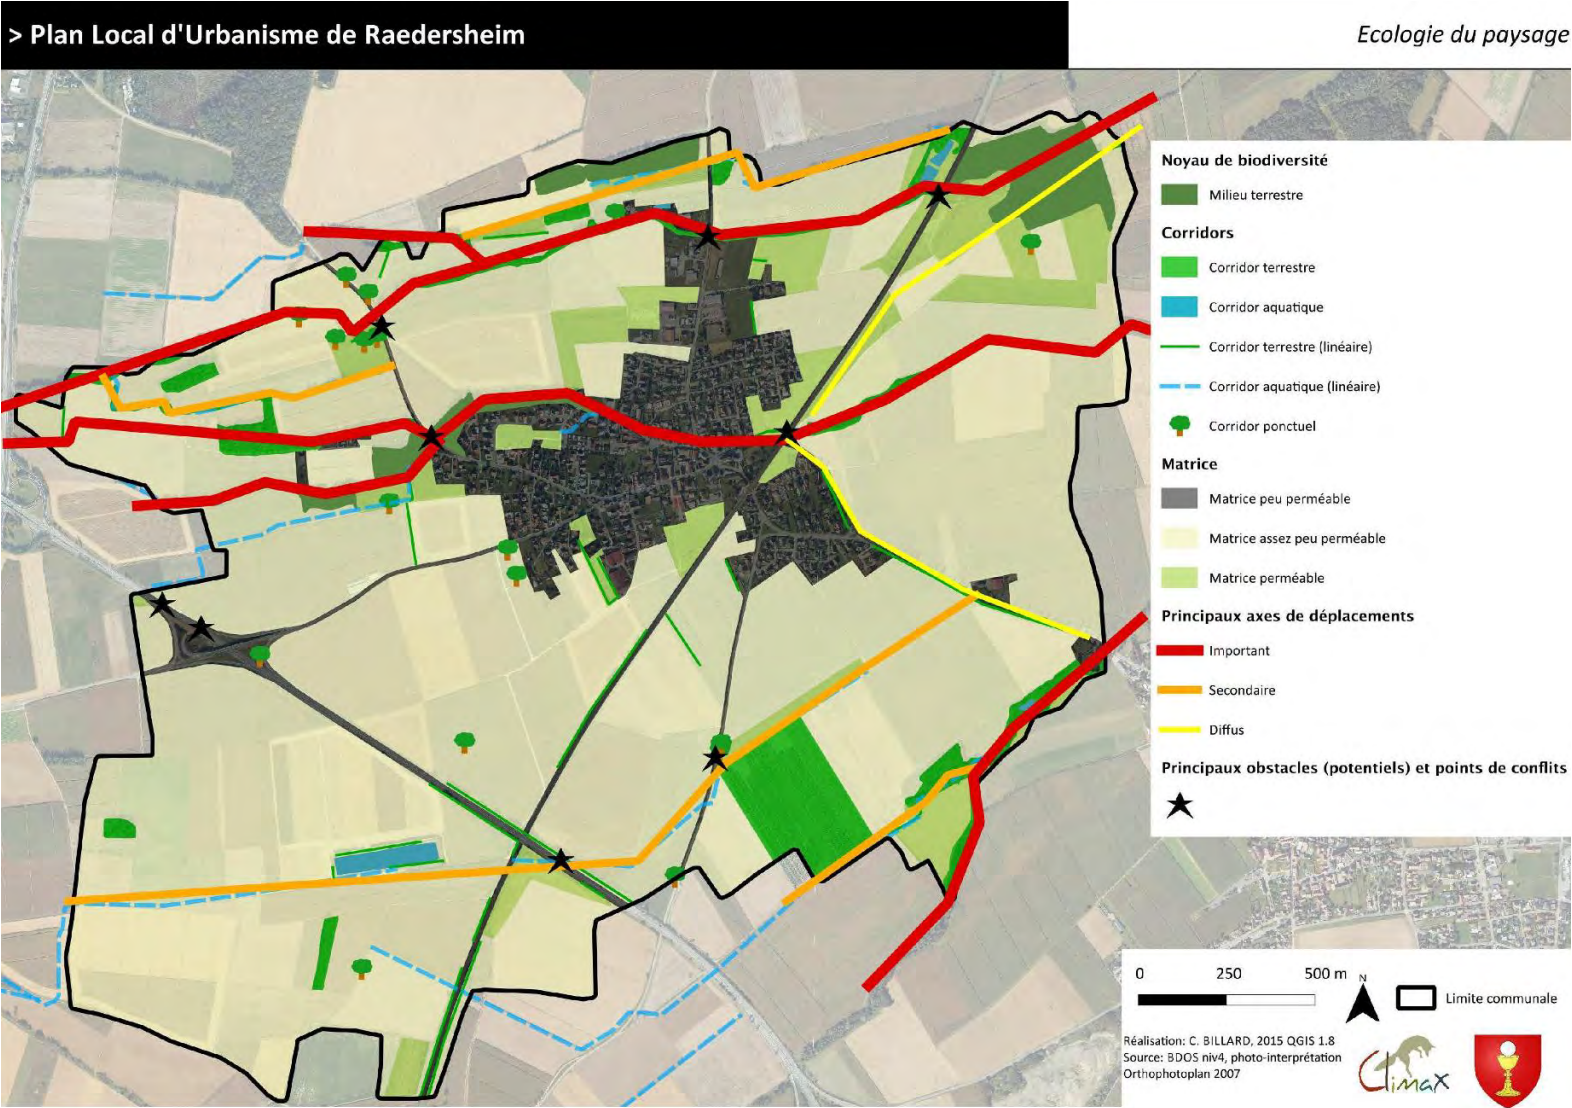 > Plan Local d'Urbanisme de Raedersheim
Ecologie du paysage
Noyau de biodiversité
Milieu terrestre
Corridors
Corridor terrestre
Corridor aquatique
Corridor terrestre (linéaire)
Corridor aquatique (linéaire)
Corridor ponctuel
Matrice
Matrice peu perméable
Matrice assez peu perméable
Matrice perméable
Principaux axes de déplacements
Important
Secondaire
Diffus
Principaux obstacles (potentiels) et points de conflits
0 250 500 m
N
Limite communale
Réalisation: C. BILLARD, 2015 QGIS 1.8
Source: BDOS niv4, photo-interprétation
Orthophotoplan 2007
Climax